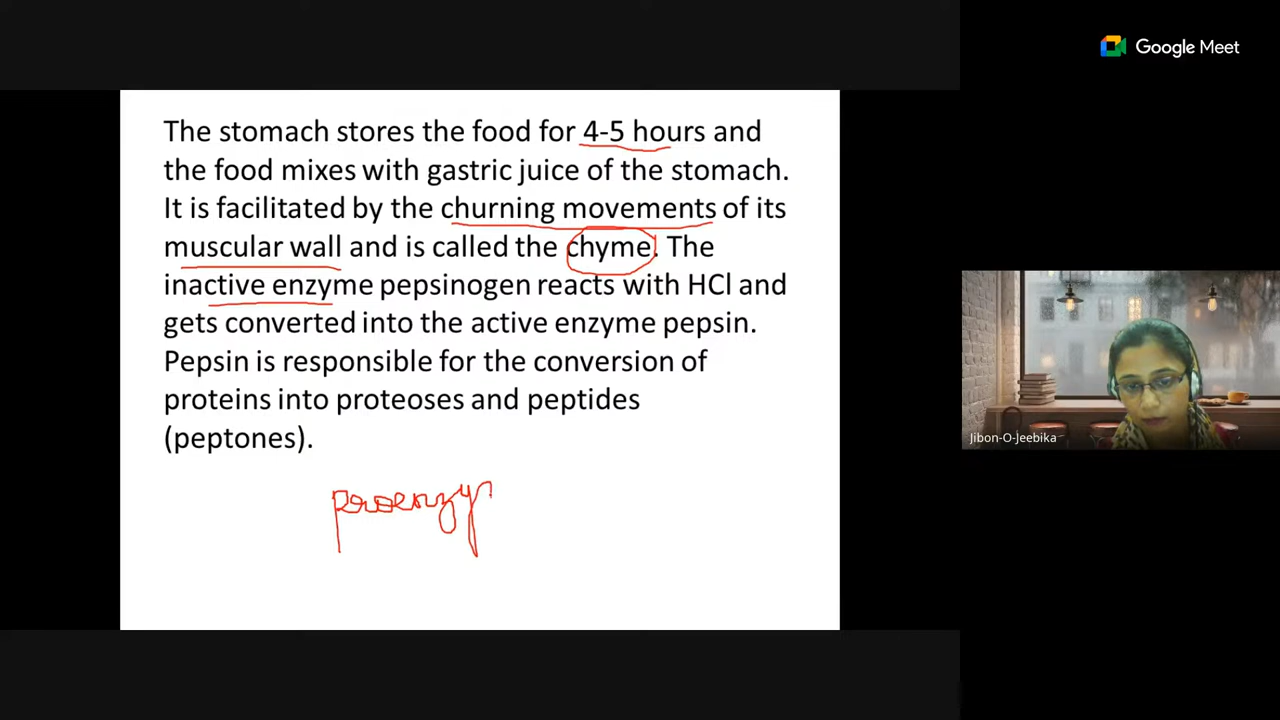 Google Meet
The stomach stores the food for 4-5 hours and
the food mixes with gastric juice of the stomach.
It is facilitated by the churning movements of its
muscular wall and is called the chyme. The
inactive enzyme pepsinogen reacts with HCl and
gets converted into the active enzyme pepsin.
Pepsin is responsible for the conversion of
proteins into proteoses and peptides
(peptones).
proenzy
Jibon-O-Jeebika